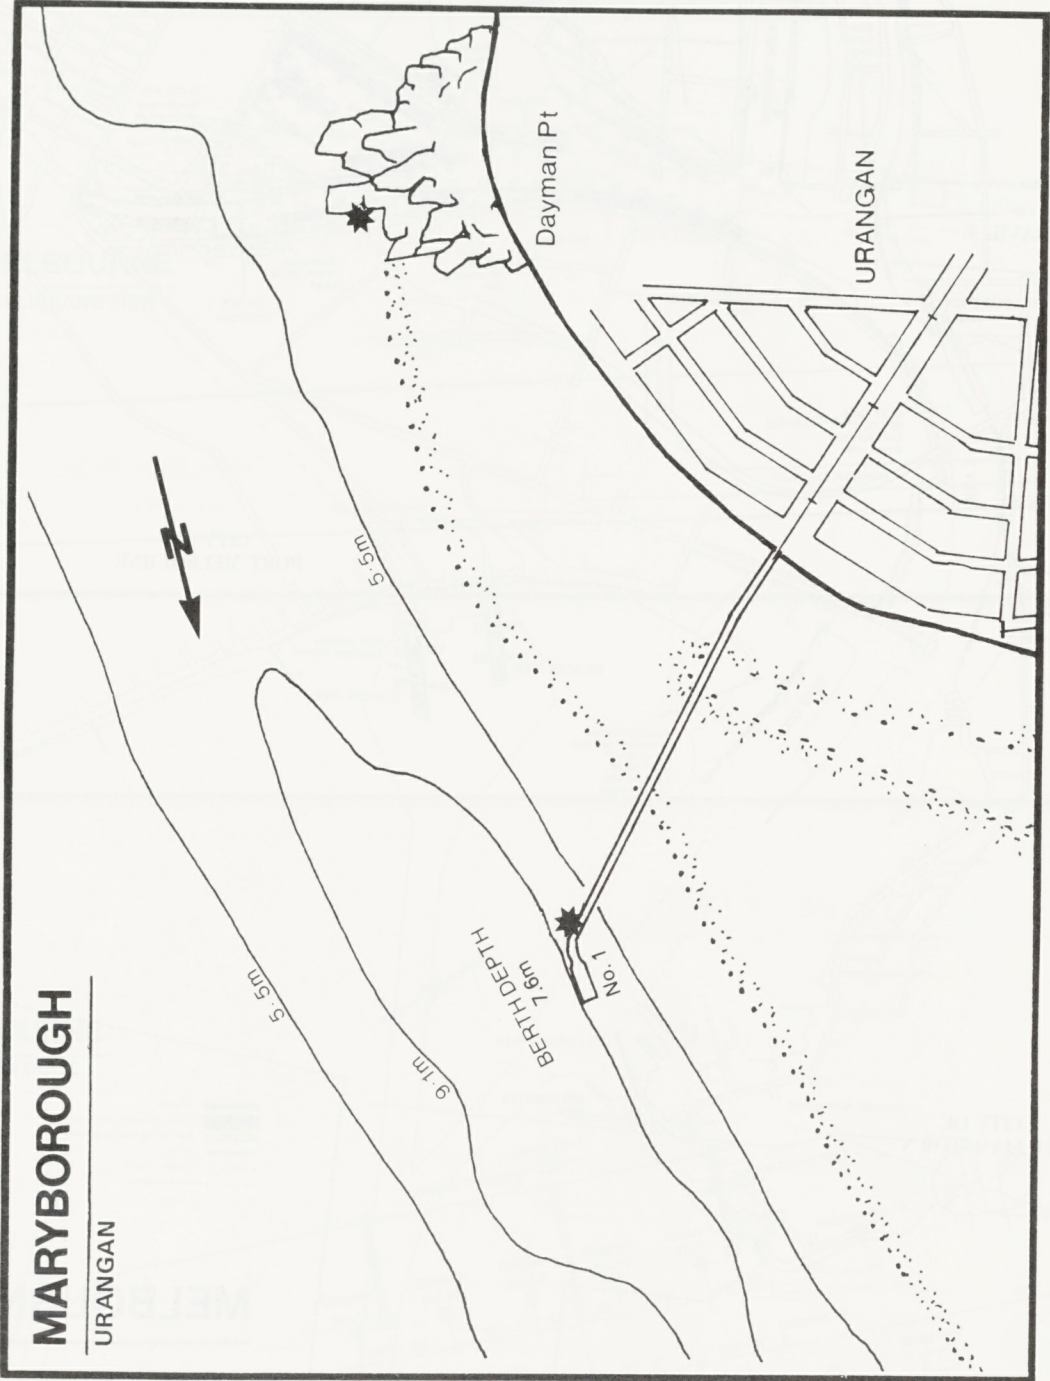 MARYBOROUGH
URANGAN
5·5m
9·1m
BERTH DEPTH
7.6m
No.1
5·5m
N
Dayman Pt
URANGAN